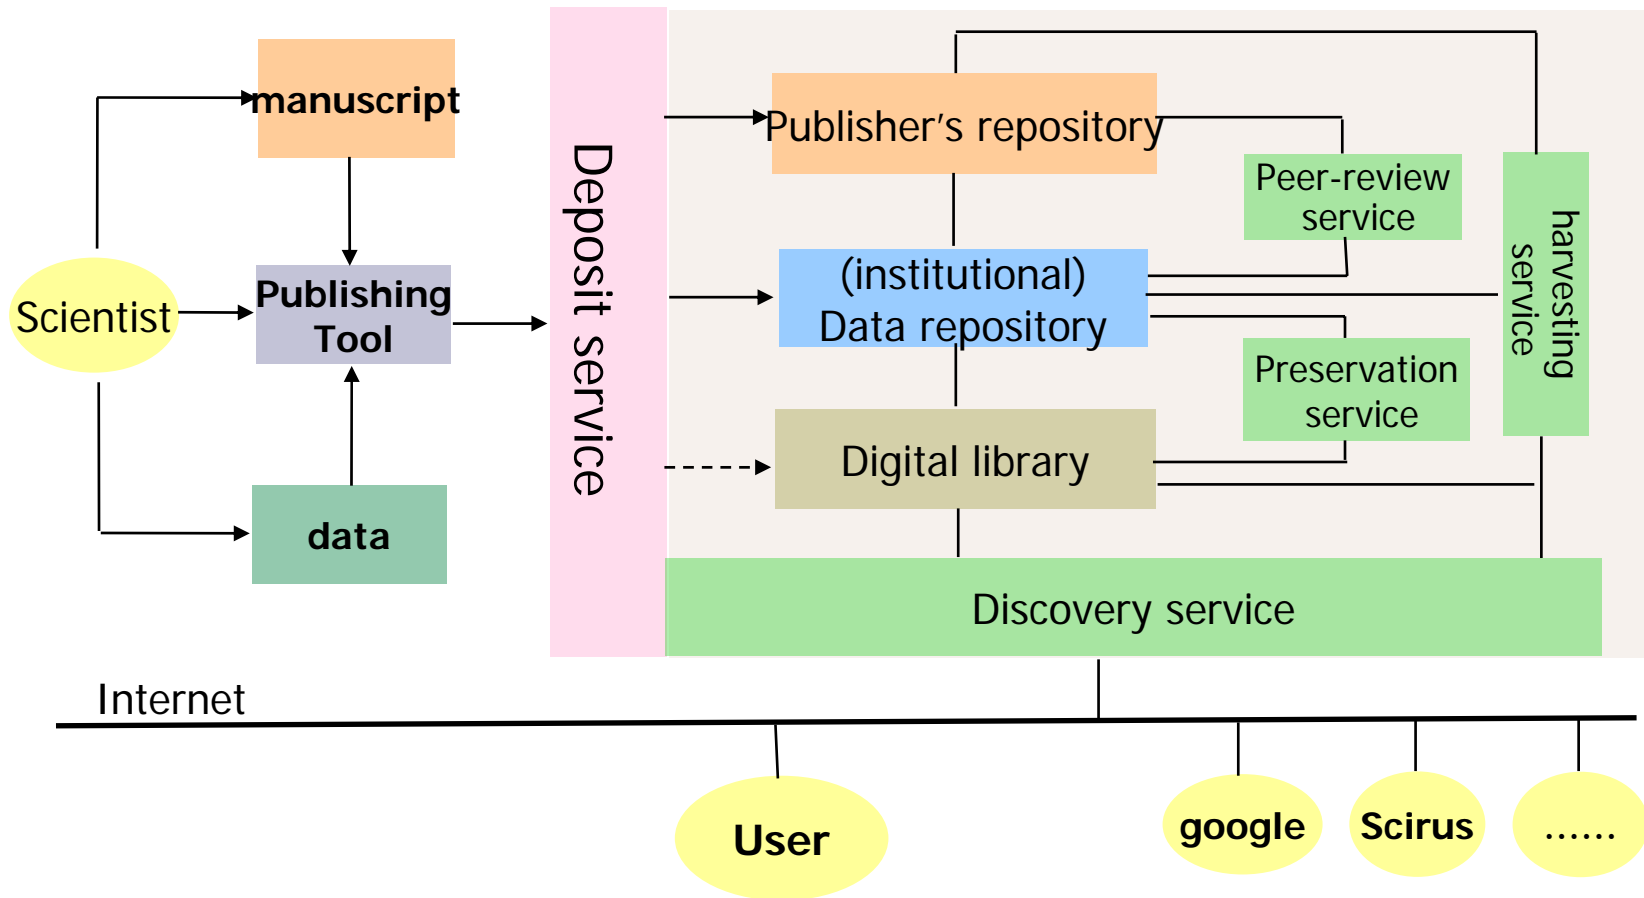 manuscript
Scientist
Publishing
Tool
data
Deposit service
Publisher's repository
(institutional)
Data repository
Digital library
Peer-review
service
Preservation
service
harvesting
service
Discovery service
Internet
User
google
Scirus
......